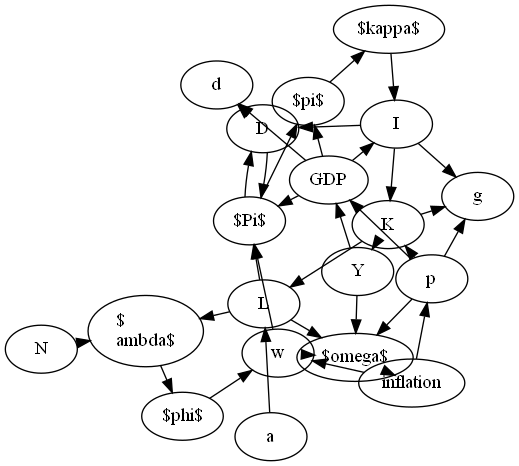 $kappa$
d
$pi$
D
I
GDP
g
$Pi$
K
Y
p
L
$
ambda$
N
w
$omega$
inflation
$phi$
a